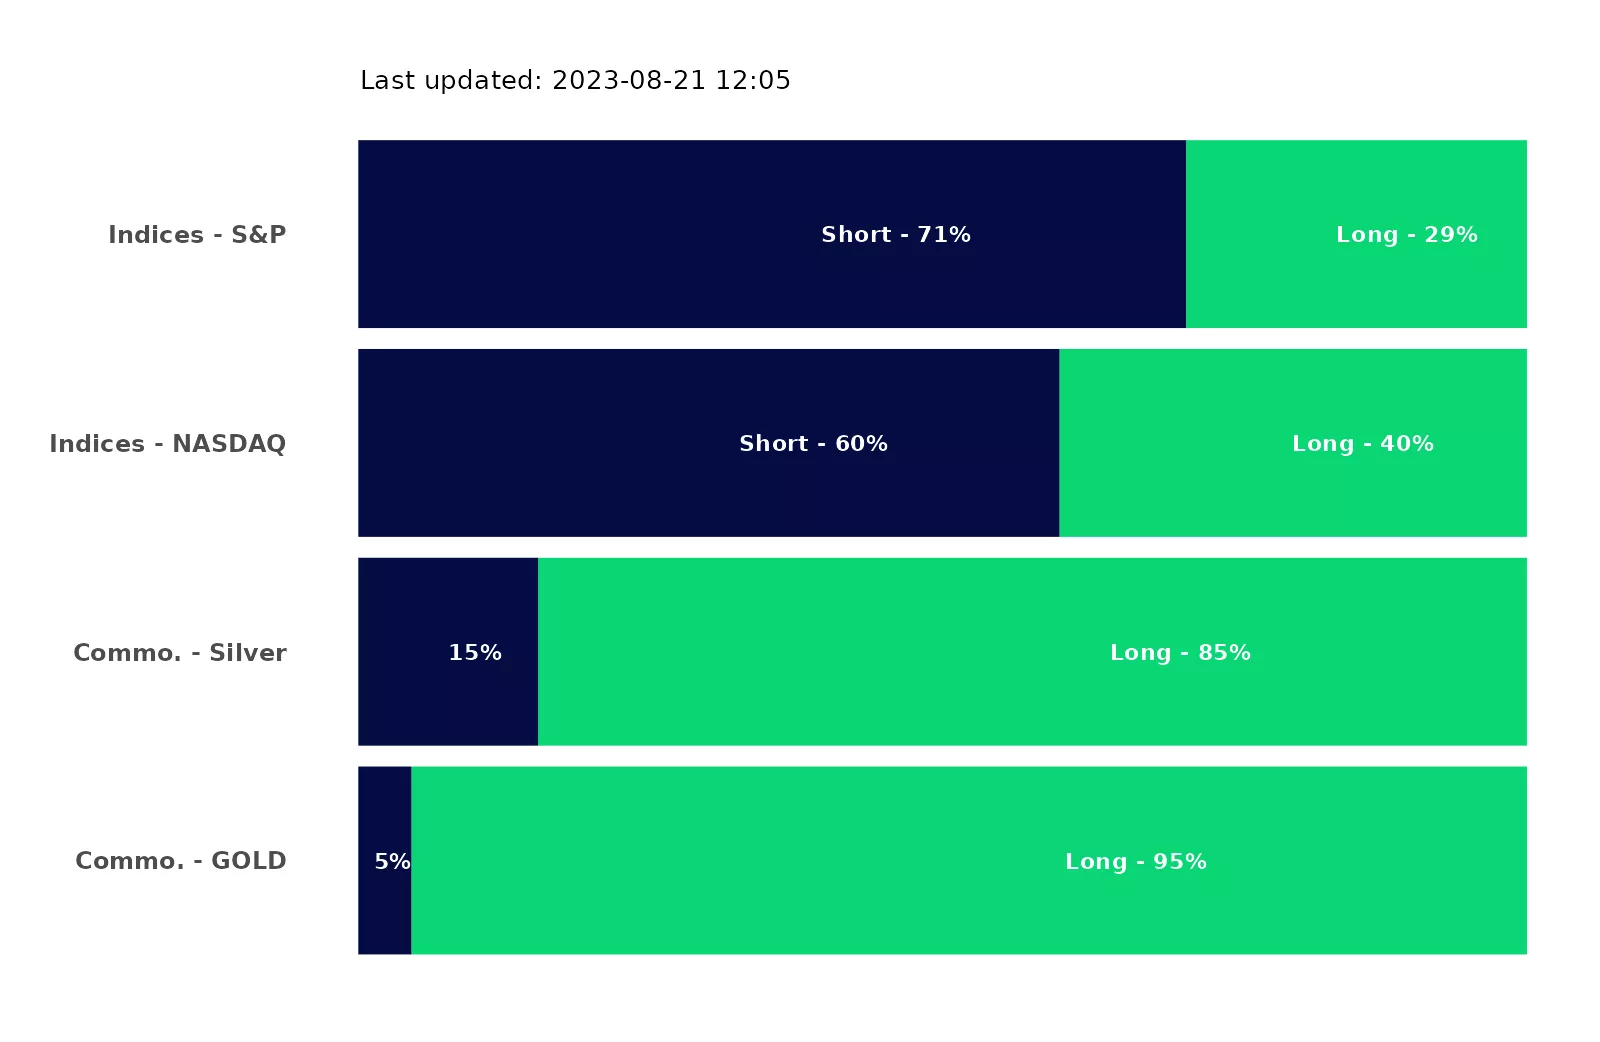 Last updated: 2023-08-21 12:05
Indices - S&P
Short - 71%
Long - 29%
Indices - NASDAQ
Short - 60%
Long - 40%
Commo. - Silver
15%
Long - 85%
Commo. - GOLD
5%
Long - 95%